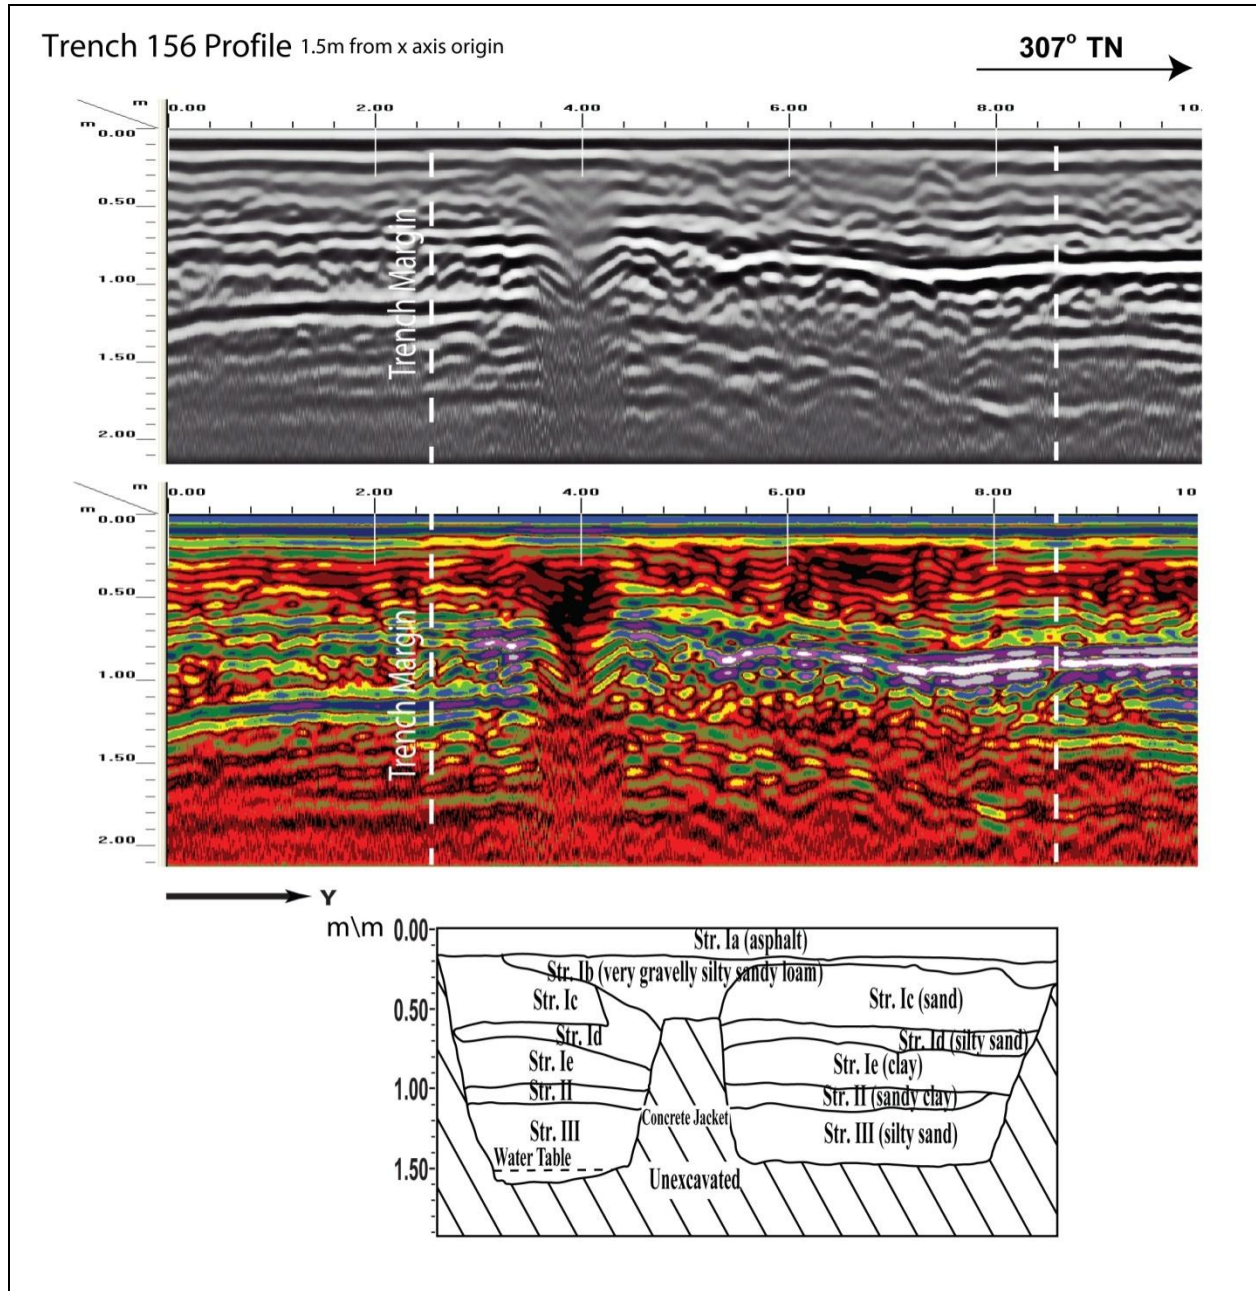 Trench 156 Profile 1.5m from x axis origin
307° TN
m 0.00 2.00 4.00 6.00 8.00 10.
m
0.00
0.50
1.00
1.50
2.00
Trench Margin
m 0.00 2.00 4.00 6.00 8.00 10
m
0.00
0.50
1.00
1.50
2.00
Trench Margin
Y
m\m 0.00
Str. Ia (asphalt)
Str. Ib (very gravelly silty sandy loam)
Str. Ic
Str. Ic (sand)
0.50
Str. Id
Str. Id (silty sand)
Str. Ie
Str. Ie (clay)
1.00
Str. II
Str. II (sandy clay)
Concrete Jacket
Str. III
Str. III (silty sand)
Water Table
1.50
Unexcavated